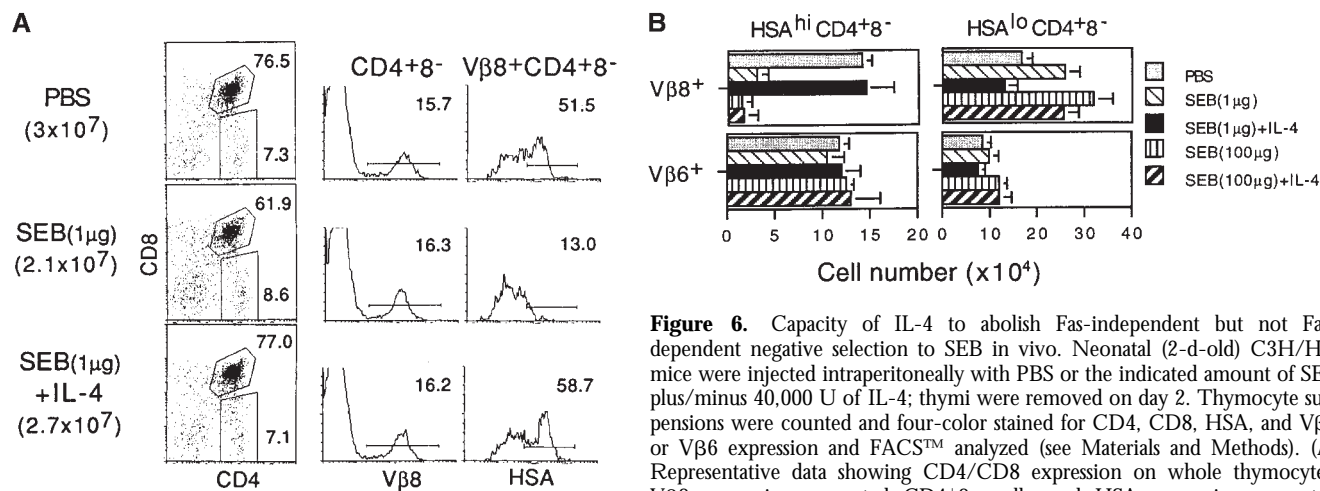 A
CD4+8-
Vβ8+CD4+8-
PBS
(3x10⁷)
76.5
7.3
15.7
51.5
SEB(1µg)
(2.1x10⁷)
61.9
8.6
16.3
13.0
SEB(1µg)
+IL-4
(2.7x10⁷)
77.0
7.1
16.2
58.7
CD8
CD4
Vβ8
HSA
B
HSAhi CD4+8-
HSAlo CD4+8-
Vβ8+
Vβ6+
0 5 10 15 20
0 10 20 30 40
Cell number (x10⁴)
PBS
SEB(1µg)
SEB(1µg)+IL-4
SEB(100µg)
SEB(100µg)+IL-4
Figure 6. Capacity of IL-4 to abolish Fas-independent but not Fa
dependent negative selection to SEB in vivo. Neonatal (2-d-old) C3H/H
mice were injected intraperitoneally with PBS or the indicated amount of SE
plus/minus 40,000 U of IL-4; thymi were removed on day 2. Thymocyte su
pensions were counted and four-color stained for CD4, CD8, HSA, and Vβ
or Vβ6 expression and FACS™ analyzed (see Materials and Methods). (A
Representative data showing CD4/CD8 expression on whole thymocyte